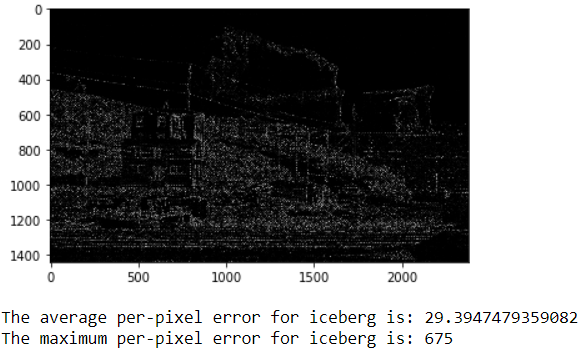 0
200
400
600
800
1000
1200
1400
0 500 1000 1500 2000
The average per-pixel error for iceberg is: 29.3947479359082
The maximum per-pixel error for iceberg is: 675